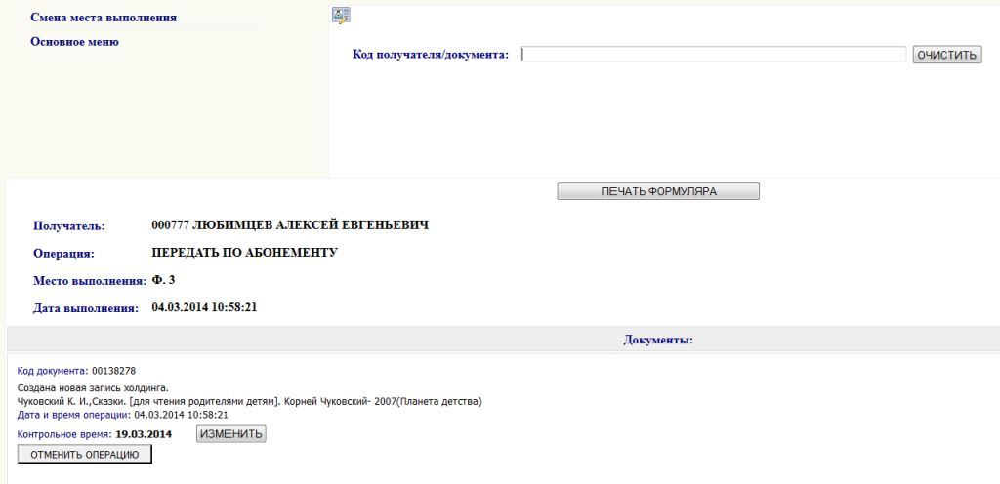 Смена места выполнения
Основное меню
Код получателя/документа: ОЧИСТИТЬ
ПЕЧАТЬ ФОРМУЛЯРА
Получатель: 000777 ЛЮБИМЦЕВ АЛЕКСЕЙ ЕВГЕНЬЕВИЧ
Операция: ПЕРЕДАТЬ ПО АБОНЕМЕНТУ
Место выполнения: Ф. 3
Дата выполнения: 04.03.2014 10:58:21
Документы:
Код документа: 00138278
Создана новая запись холдинга.
Чуковский К. И.,Сказки. [для чтения родителями детям]. Корней Чуковский- 2007(Планета детства)
Дата и время операции: 04.03.2014 10:58:21
Контрольное время: 19.03.2014 ИЗМЕНИТЬ
ОТМЕНИТЬ ОПЕРАЦИЮ